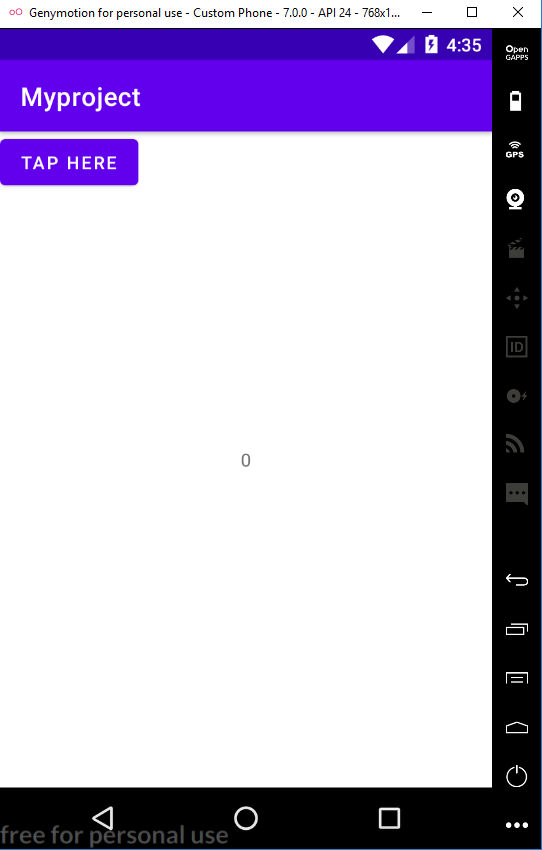 Genymotion for personal use - Custom Phone - 7.0.0 - API 24 - 768x1...
4:35
Open
GAPPS
Myproject
GPS
TAP HERE
ID
0
free for personal use